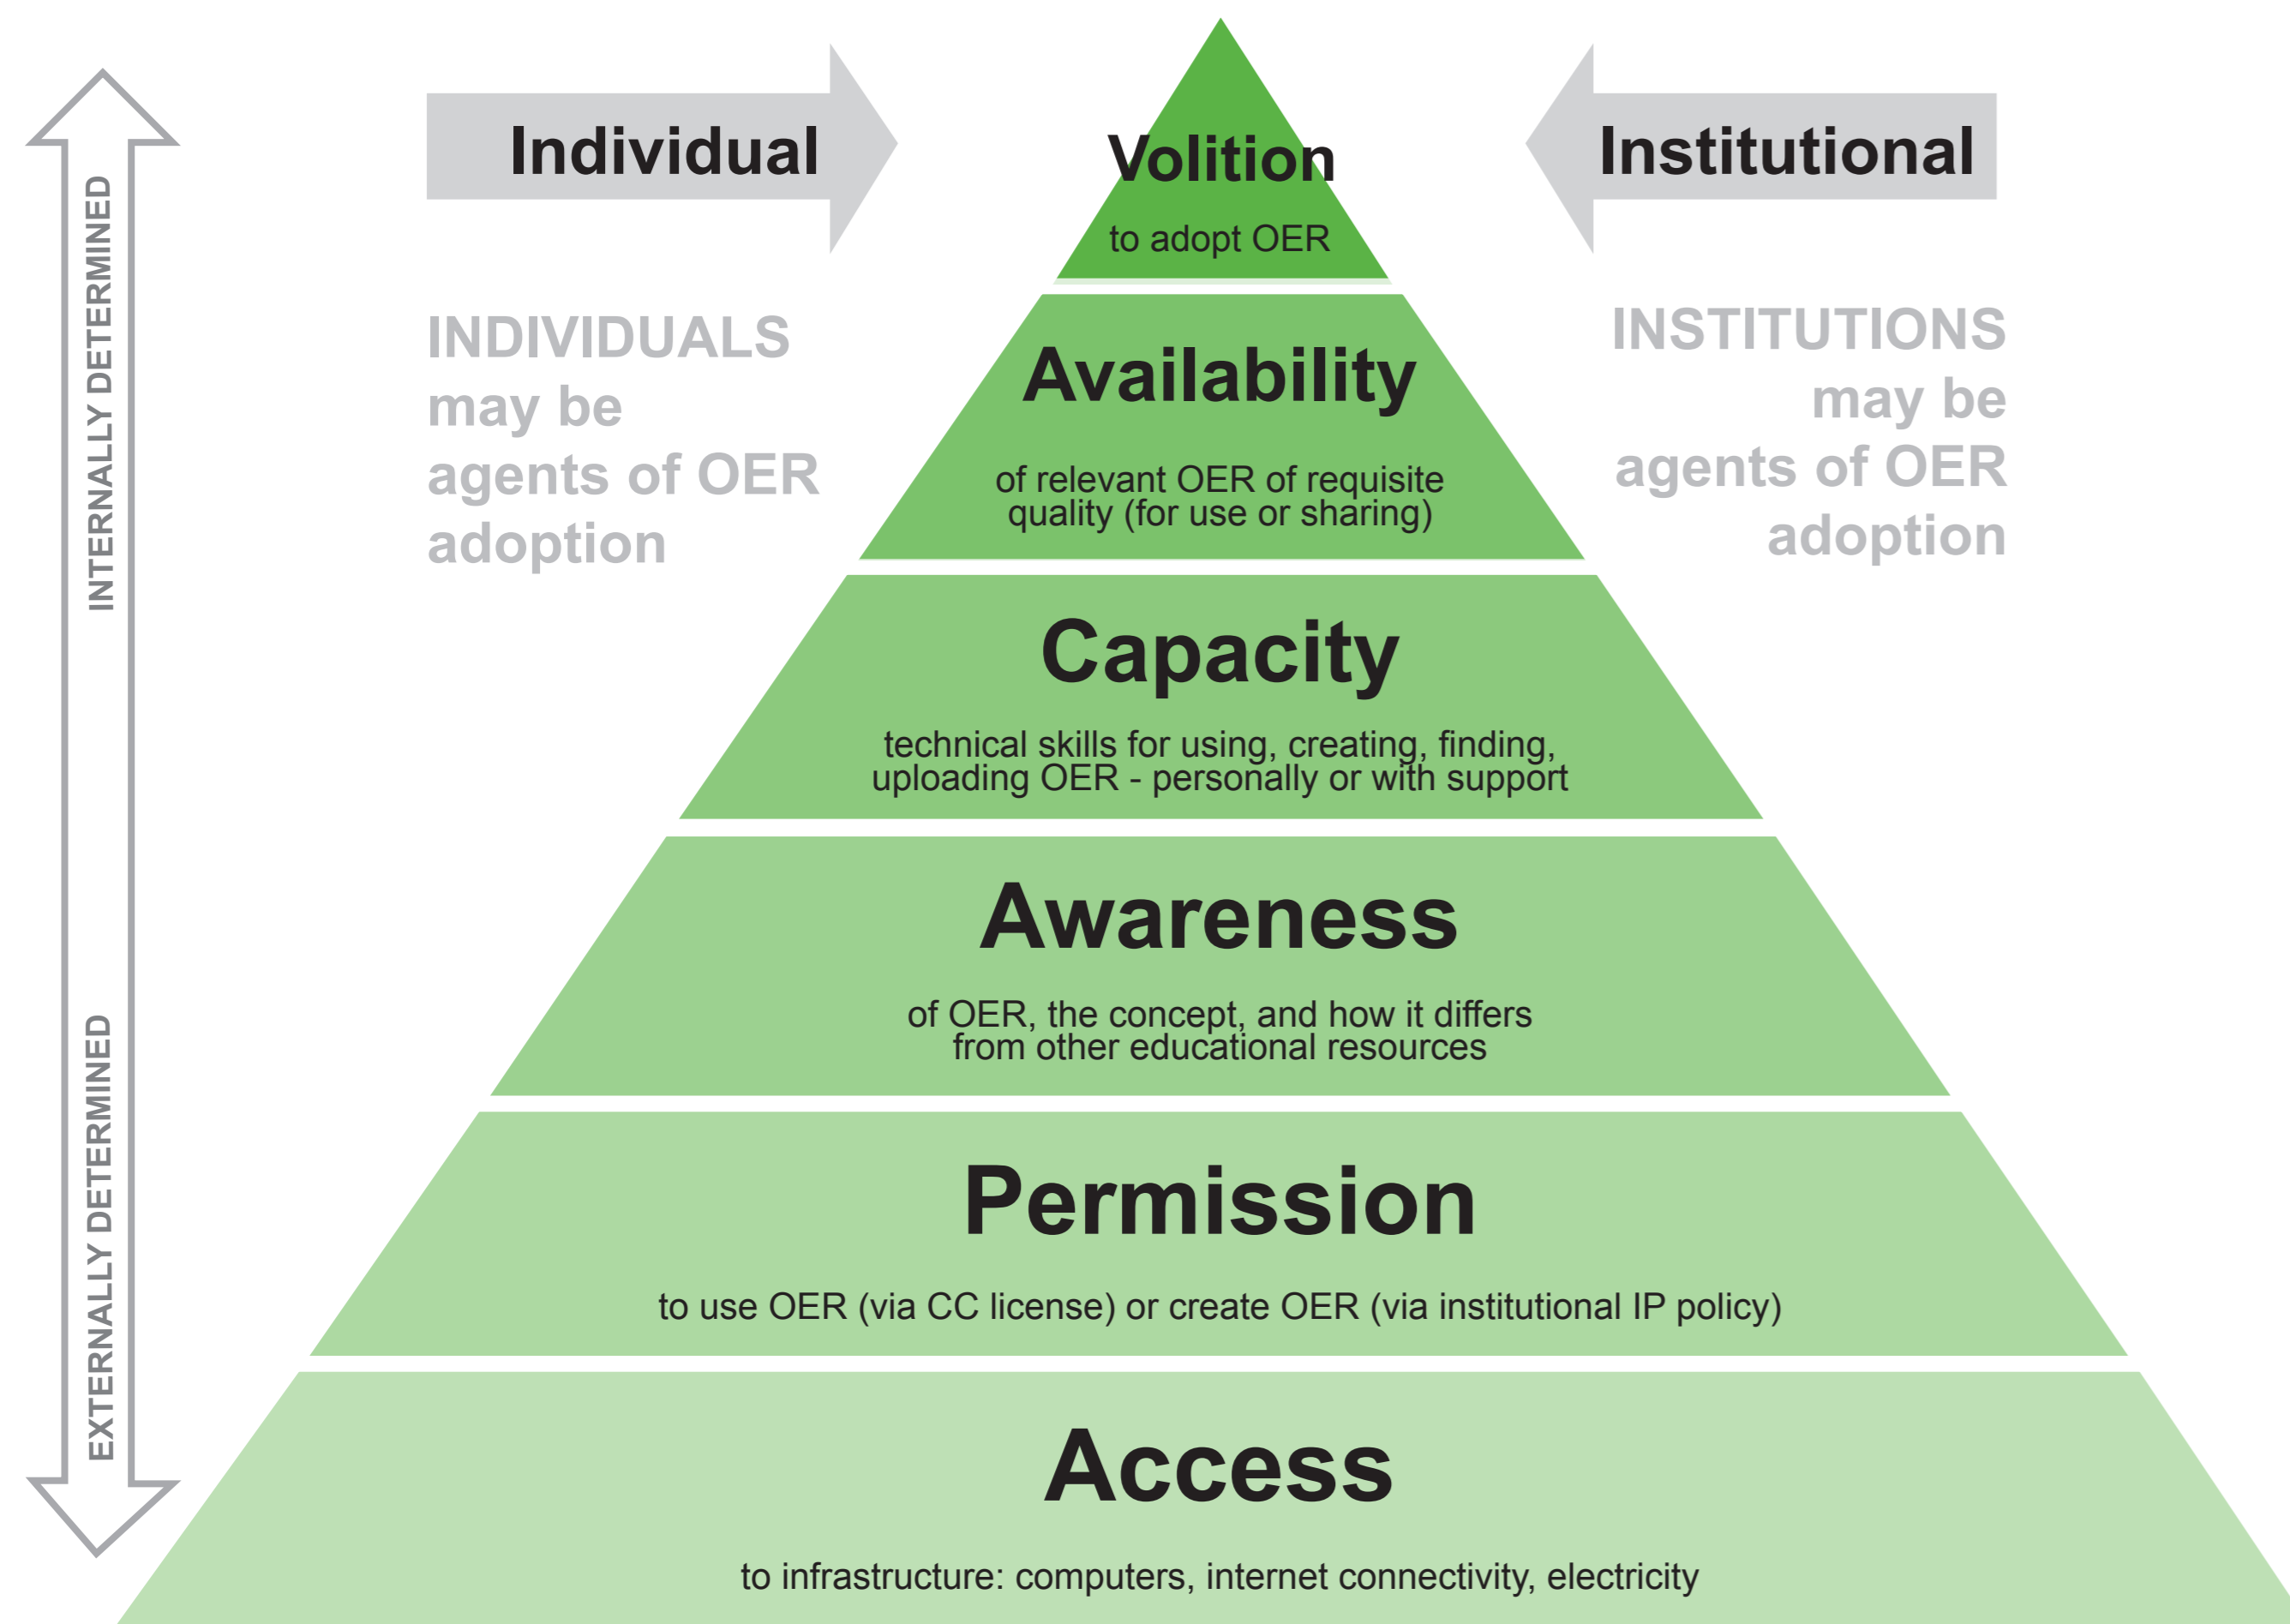 Individual
Volition
to adopt OER
Institutional
INTERNALLY DETERMINED
INDIVIDUALS
may be
agents of OER
adoption
INSTITUTIONS
may be
agents of OER
adoption
Availability
of relevant OER of requisite
quality (for use or sharing)
Capacity
technical skills for using, creating, finding,
uploading OER - personally or with support
Awareness
of OER, the concept, and how it differs
from other educational resources
EXTERNALLY DETERMINED
Permission
to use OER (via CC license) or create OER (via institutional IP policy)
Access
to infrastructure: computers, internet connectivity, electricity